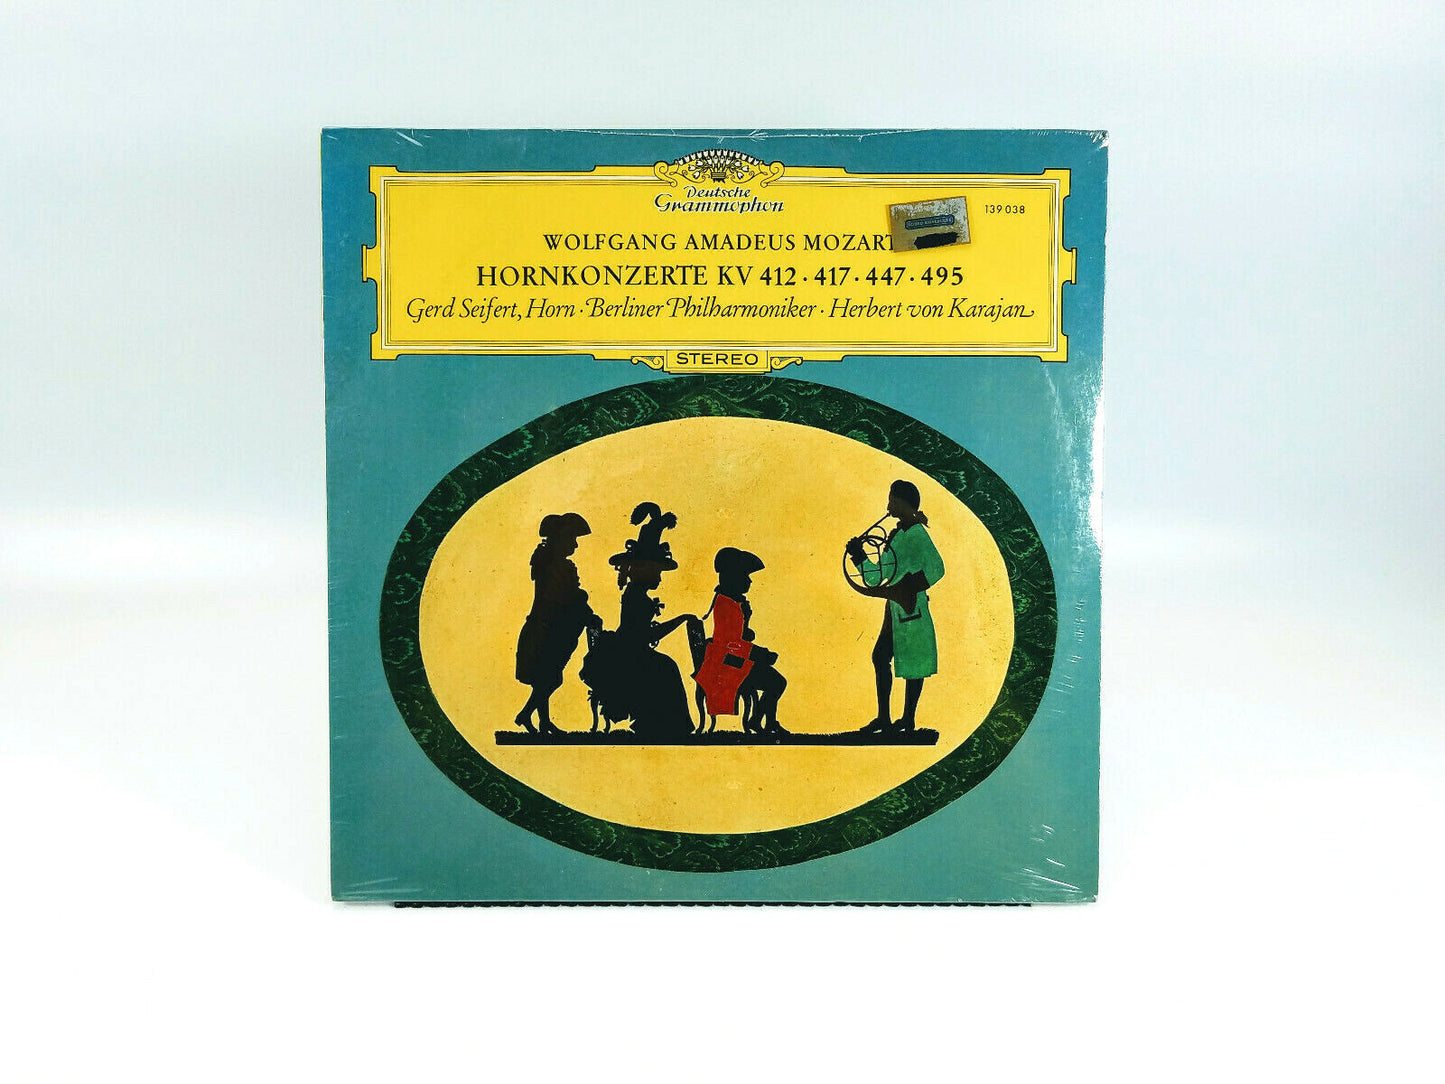 Deutsche
Grammophon
139 038
WOLFGANG AMADEUS MOZART
HORNKONZERTE KV 412 · 417 · 447 · 495
Gerd Seifert, Horn · Berliner Philharmoniker · Herbert von Karajan
STEREO